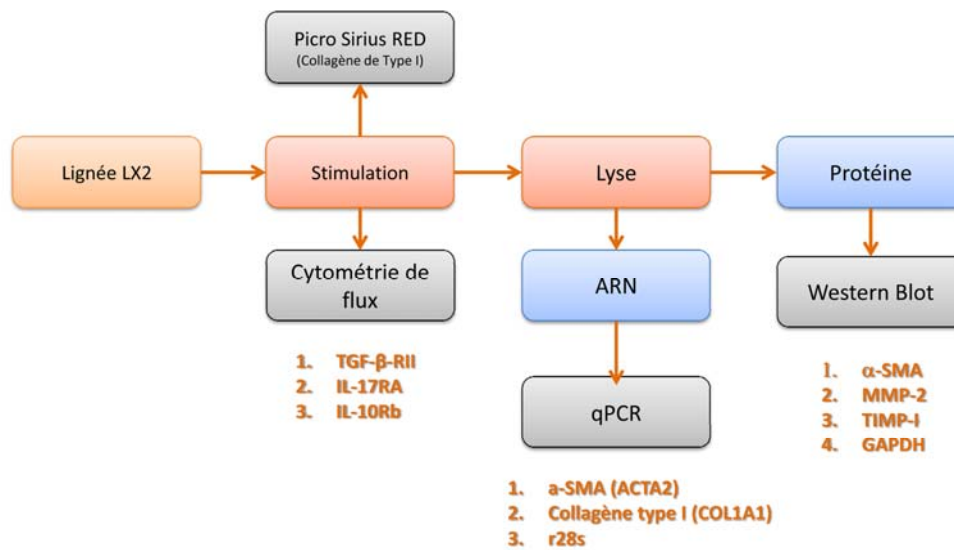 Picro Sirius RED
(Collagène de Type I)
Lignée LX2
Stimulation
Lyse
Protéine
Cytométrie de
flux
ARN
Western Blot
1. TGF-β-RII
2. IL-17RA
3. IL-10Rb
qPCR
1. α-SMA
2. MMP-2
3. TIMP-I
4. GAPDH
1. a-SMA (ACTA2)
2. Collagène type I (COL1A1)
3. r28s